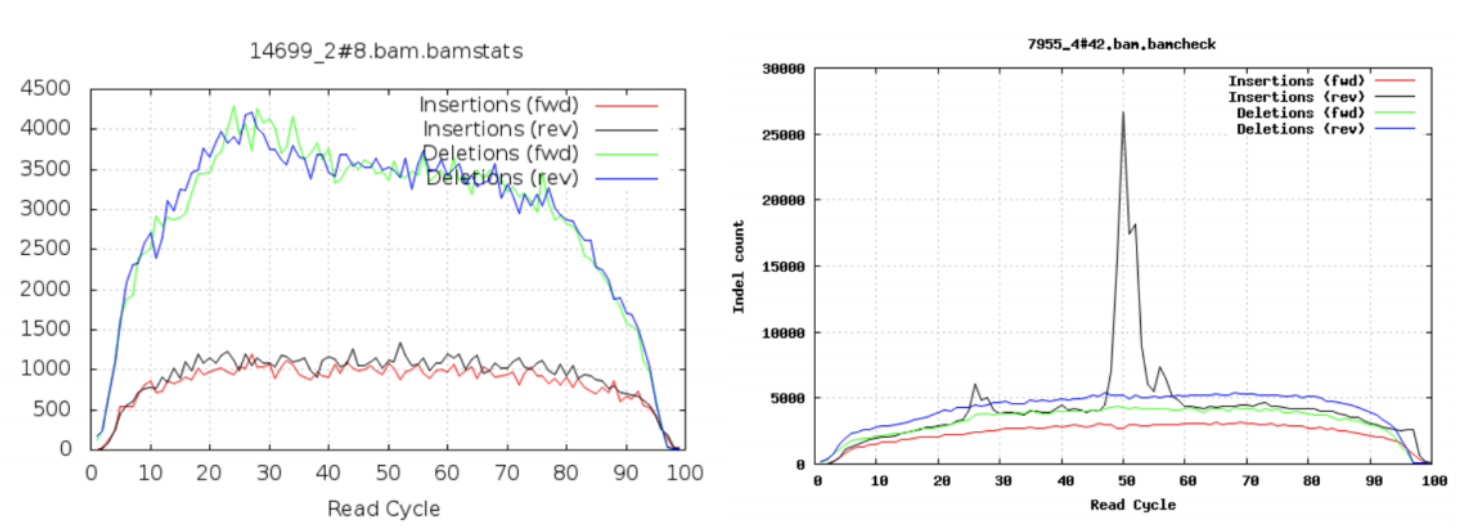 14699_2#8.bam.bamstats
4500
4000
3500
3000
2500
2000
1500
1000
500
0
Insertions (fwd)
Insertions (rev)
Deletions (fwd)
Deletions (rev)
0 10 20 30 40 50 60 70 80 90 100
Read Cycle
7955_4#42.bam.bamcheck
Indel count
30000
25000
20000
15000
10000
5000
0
Insertions (fwd)
Insertions (rev)
Deletions (fwd)
Deletions (rev)
0 10 20 30 40 50 60 70 80 90 100
Read Cycle